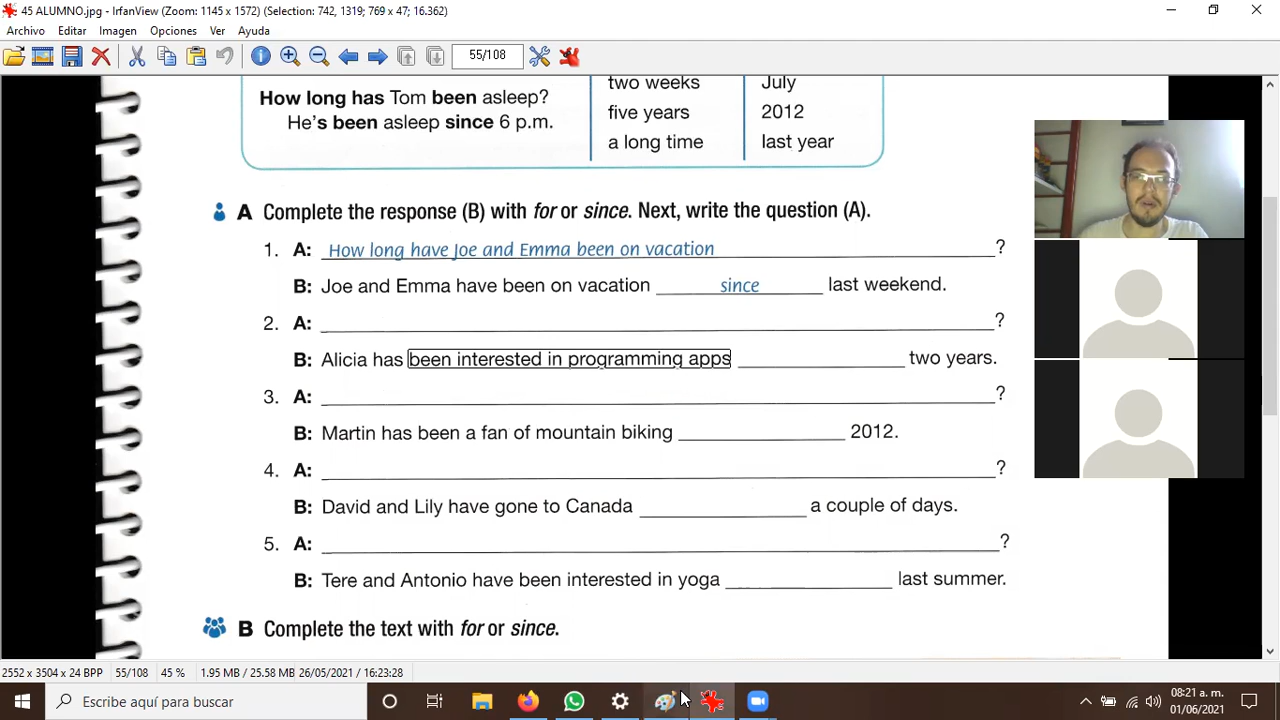 45 ALUMNO.jpg - IrfanView (Zoom: 1145 x 1572) (Selection: 742, 1319; 769 x 47; 16.362)
Archivo Editar Imagen Opciones Ver Ayuda
55/108
two weeks July
How long has Tom been asleep?
five years 2012
He's been asleep since 6 p.m.
a long time last year
A Complete the response (B) with for or since. Next, write the question (A).
1. A: How long have Joe and Emma been on vacation ?
B: Joe and Emma have been on vacation since last weekend.
2. A: ?
B: Alicia has been interested in programming apps two years.
3. A: ?
B: Martin has been a fan of mountain biking 2012.
4. A: ?
B: David and Lily have gone to Canada a couple of days.
5. A: ?
B: Tere and Antonio have been interested in yoga last summer.
B Complete the text with for or since.
2552 x 3504 x 24 BPP 55/108 45 % 1.95 MB / 25.58 MB 26/05/2021 / 16:23:28
Escribe aquí para buscar
08:21 a. m.
01/06/2021